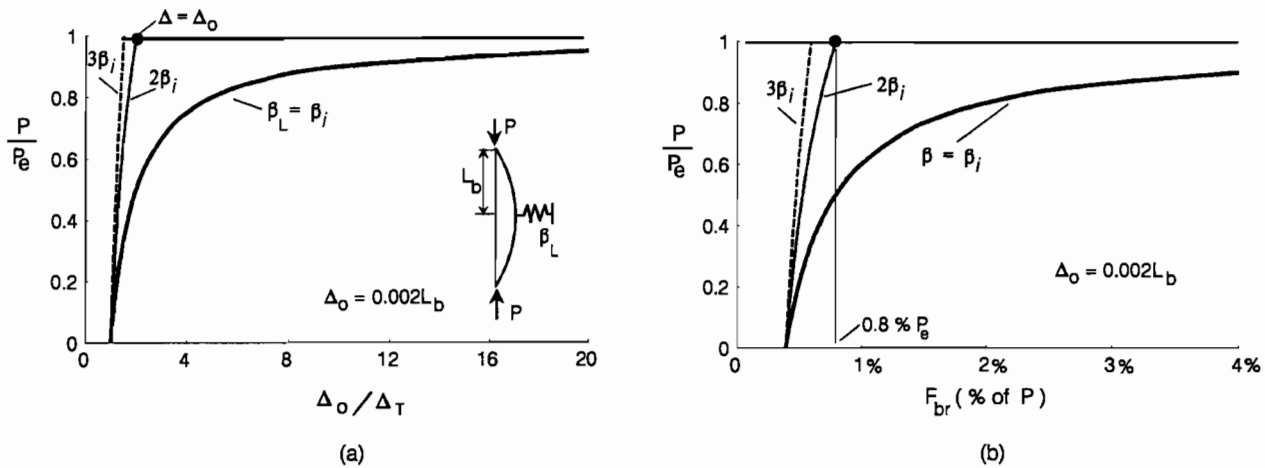 Δ = Δo
1
3βi
2βi
0.8
βL = βi
P
P/Pe
0.6
Lb
0.4
βL
0.2
Δo = 0.002Lb
P
0
0 4 8 12 16 20
Δo / ΔT
(a)
1
3βi
2βi
0.8
P/Pe
0.6
β = βi
0.4
Δo = 0.002Lb
0.2
0.8 % Pe
0
0 1% 2% 3% 4%
Fbr ( % of P )
(b)